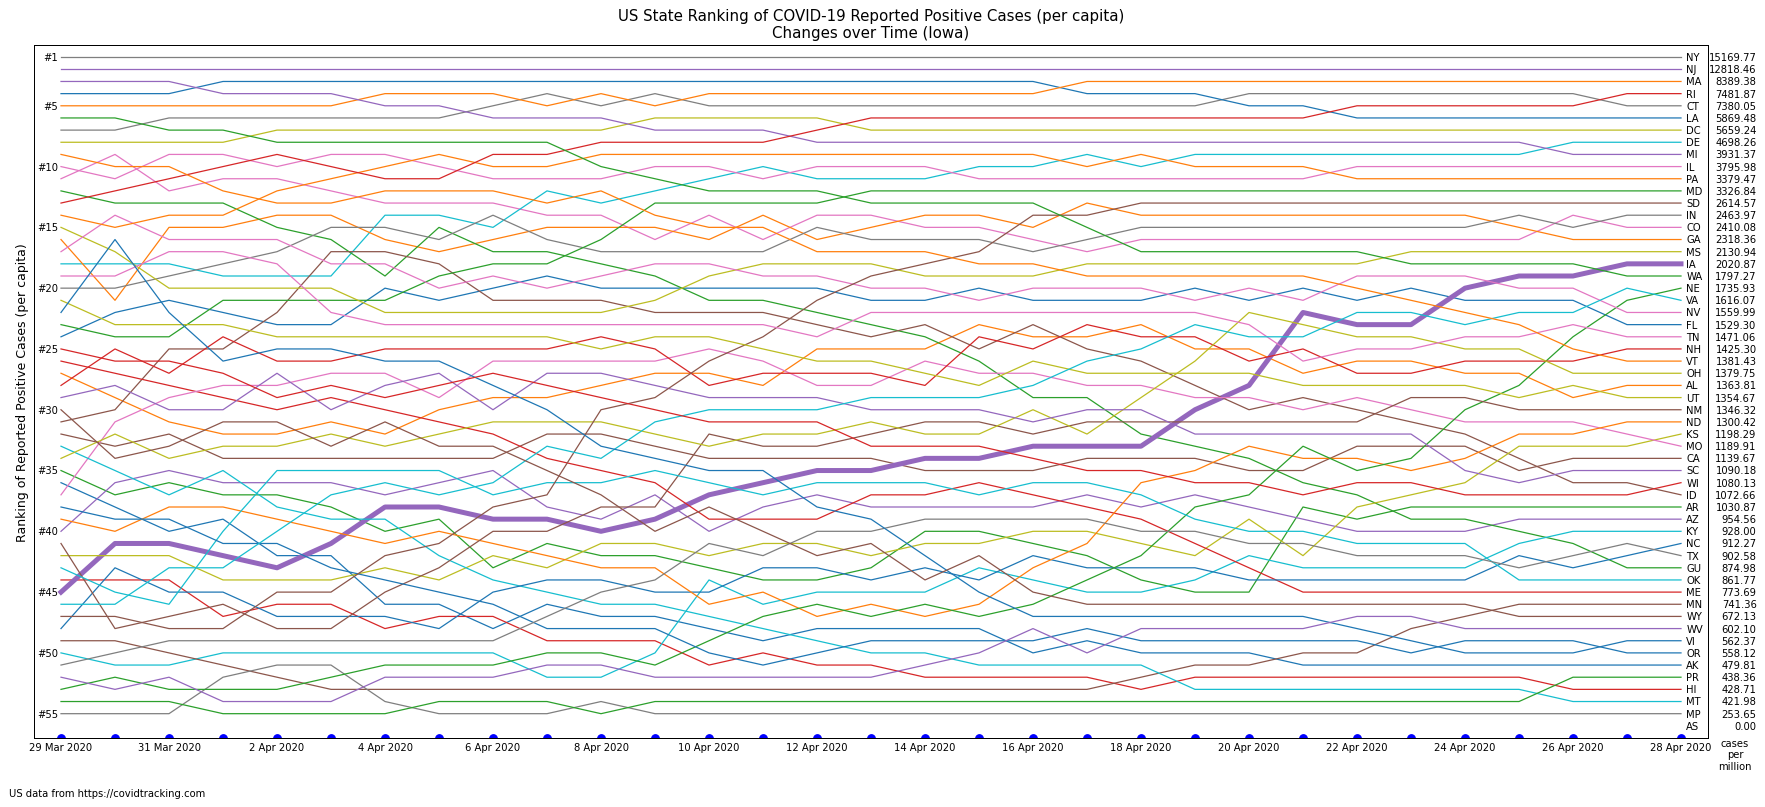 US State Ranking of COVID-19 Reported Positive Cases (per capita)
Changes over Time (Iowa)
Ranking of Reported Positive Cases (per capita)
#1
#5
#10
#15
#20
#25
#30
#35
#40
#45
#50
#55
NY 15169.77
NJ 12818.46
MA 8389.38
RI 7481.87
CT 7380.05
LA 5869.48
DC 5659.24
DE 4698.26
MI 3931.37
IL 3795.98
PA 3379.47
MD 3326.84
SD 2614.57
IN 2463.97
CO 2410.08
GA 2318.36
MS 2130.94
IA 2020.87
WA 1797.27
NE 1735.93
VA 1616.07
NV 1559.99
FL 1529.30
TN 1471.06
NH 1425.30
VT 1381.43
OH 1379.75
AL 1363.81
UT 1354.67
NM 1346.32
ND 1300.42
KS 1198.29
MO 1189.91
CA 1139.67
SC 1090.18
WI 1080.13
ID 1072.66
AR 1030.87
AZ 954.56
KY 928.00
NC 912.27
TX 902.58
GU 874.98
OK 861.77
ME 773.69
MN 741.36
WY 672.13
WV 602.10
VI 562.37
OR 558.12
AK 479.81
PR 438.36
HI 428.71
MT 421.98
MP 253.65
AS 0.00
29 Mar 2020 31 Mar 2020 2 Apr 2020 4 Apr 2020 6 Apr 2020 8 Apr 2020 10 Apr 2020 12 Apr 2020 14 Apr 2020 16 Apr 2020 18 Apr 2020 20 Apr 2020 22 Apr 2020 24 Apr 2020 26 Apr 2020 28 Apr 2020
cases
per
million
US data from https://covidtracking.com